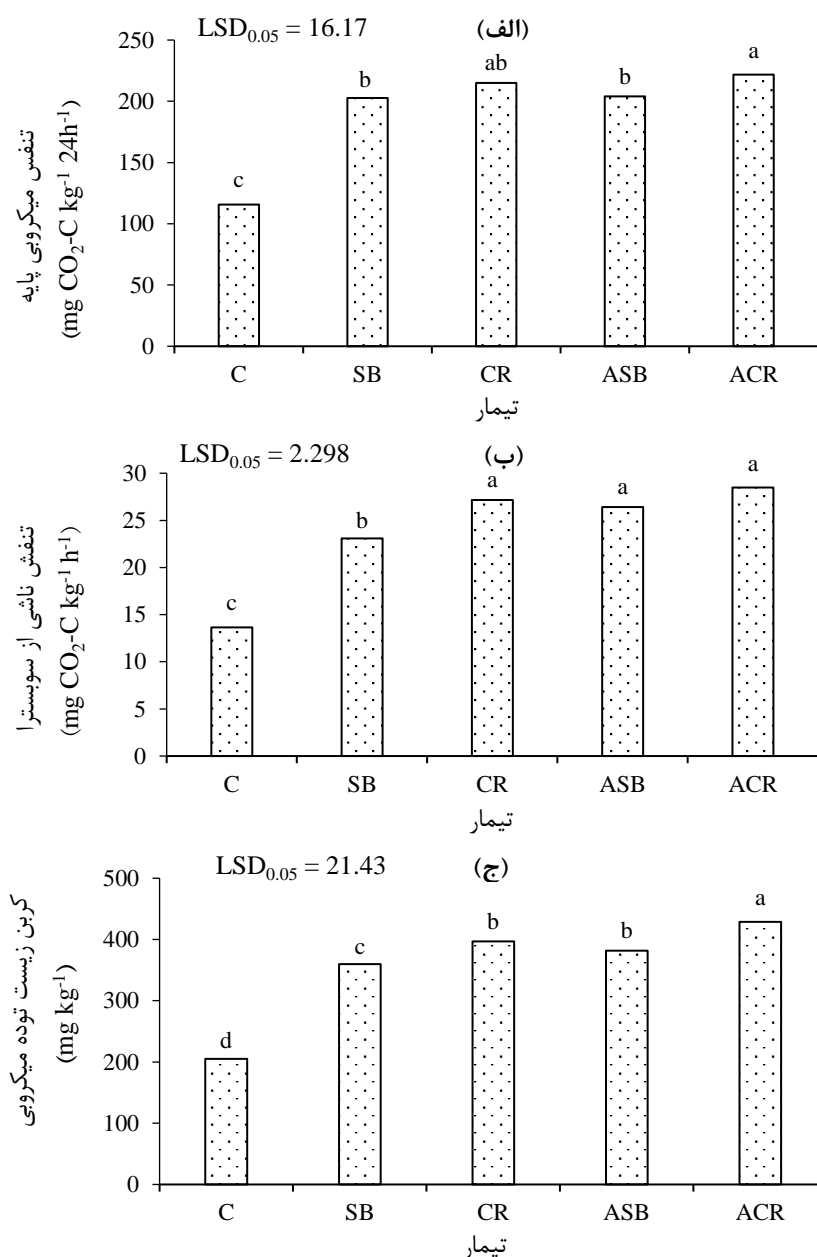 LSD0.05 = 16.17
(الف)
تنفس میکروبی پایه
(mg CO2-C kg-1 24h-1)
250
200
150
100
50
0
c
b
ab
b
a
C SB CR ASB ACR
تیمار
LSD0.05 = 2.298
(ب)
تنفش ناشی از سوبسترا
(mg CO2-C kg-1 h-1)
30
25
20
15
10
5
0
c
b
a
a
a
C SB CR ASB ACR
تیمار
LSD0.05 = 21.43
(ج)
کربن زیست توده میکروبی
(mg kg-1)
500
400
300
200
100
0
d
c
b
b
a
C SB CR ASB ACR
تیمار